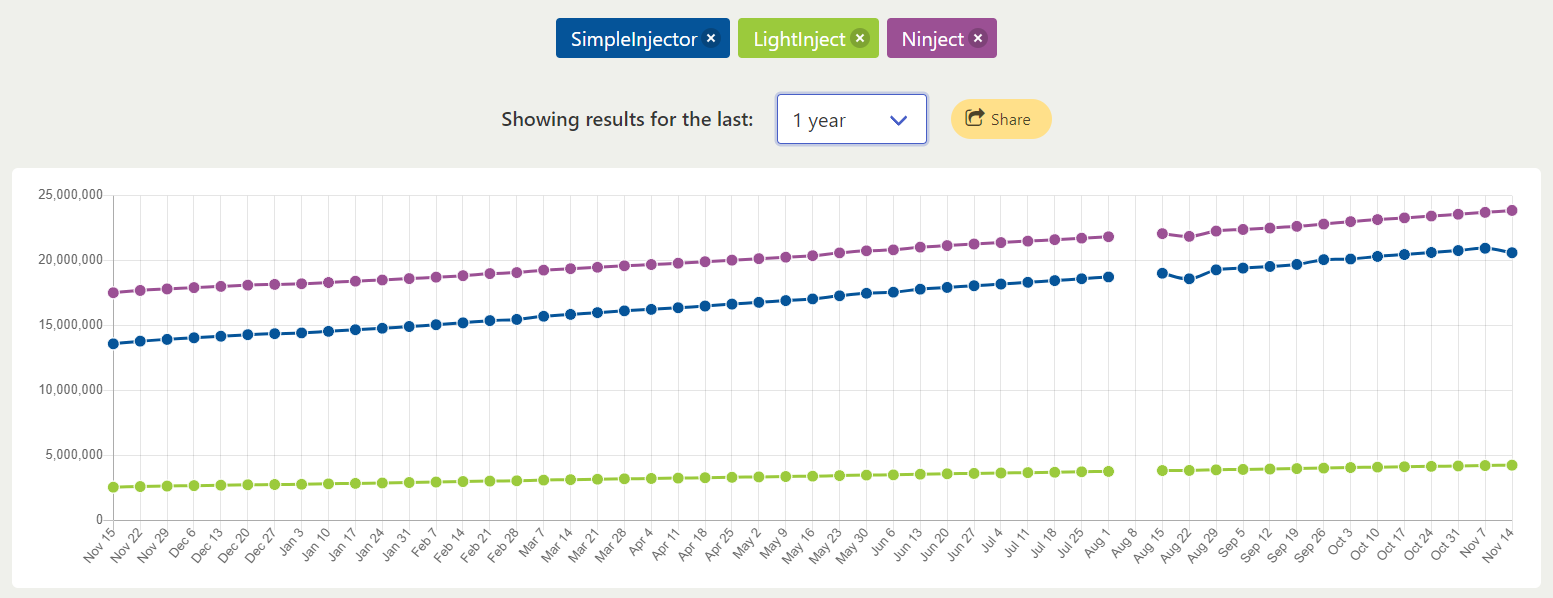 SimpleInjector × LightInject × Ninject ×
Showing results for the last: 1 year Share
25,000,000
20,000,000
15,000,000
10,000,000
5,000,000
0
Nov 15 Nov 22 Nov 29 Dec 6 Dec 13 Dec 20 Dec 27 Jan 3 Jan 10 Jan 17 Jan 24 Jan 31 Feb 7 Feb 14 Feb 21 Feb 28 Mar 7 Mar 14 Mar 21 Mar 28 Apr 4 Apr 11 Apr 18 Apr 25 May 2 May 9 May 16 May 23 May 30 Jun 6 Jun 13 Jun 20 Jun 27 Jul 4 Jul 11 Jul 18 Jul 25 Aug 1 Aug 8 Aug 15 Aug 22 Aug 29 Sep 5 Sep 12 Sep 19 Sep 26 Oct 3 Oct 10 Oct 17 Oct 24 Oct 31 Nov 7 Nov 14